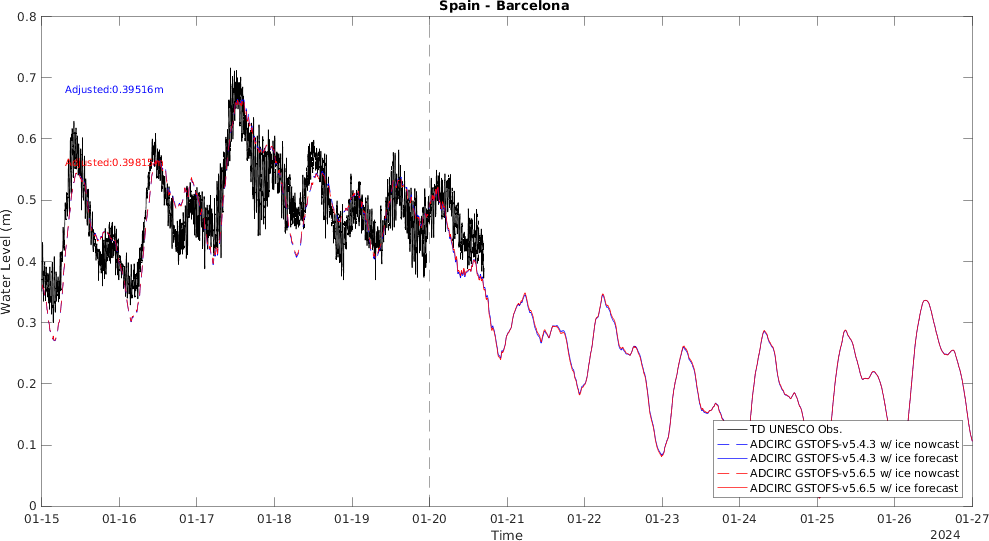 Spain - Barcelona
0.8
0.7
0.6
0.5
0.4
0.3
0.2
0.1
0
Water Level (m)
Adjusted:0.39516m
TD UNESCO Obs.
ADCIRC GSTOFS-v5.4.3 w/ ice nowcast
ADCIRC GSTOFS-v5.4.3 w/ ice forecast
ADCIRC GSTOFS-v5.6.5 w/ ice nowcast
ADCIRC GSTOFS-v5.6.5 w/ ice forecast
01-15 01-16 01-17 01-18 01-19 01-20 01-21 01-22 01-23 01-24 01-25 01-26 01-27
Time
2024